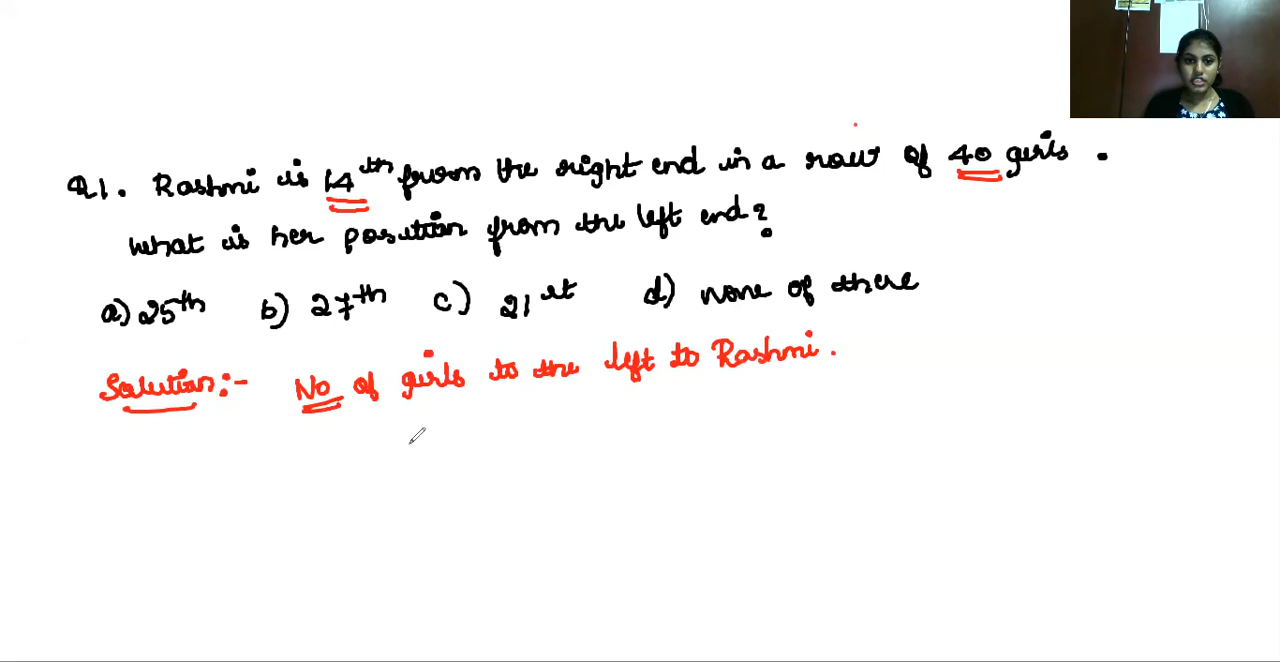 Q1. Rashmi is 14th from the right end in a row of 40 girls.
What is her position from the left end?
a) 25th b) 27th c) 21st d) none of these
Solution:- No of girls to the left to Rashmi.